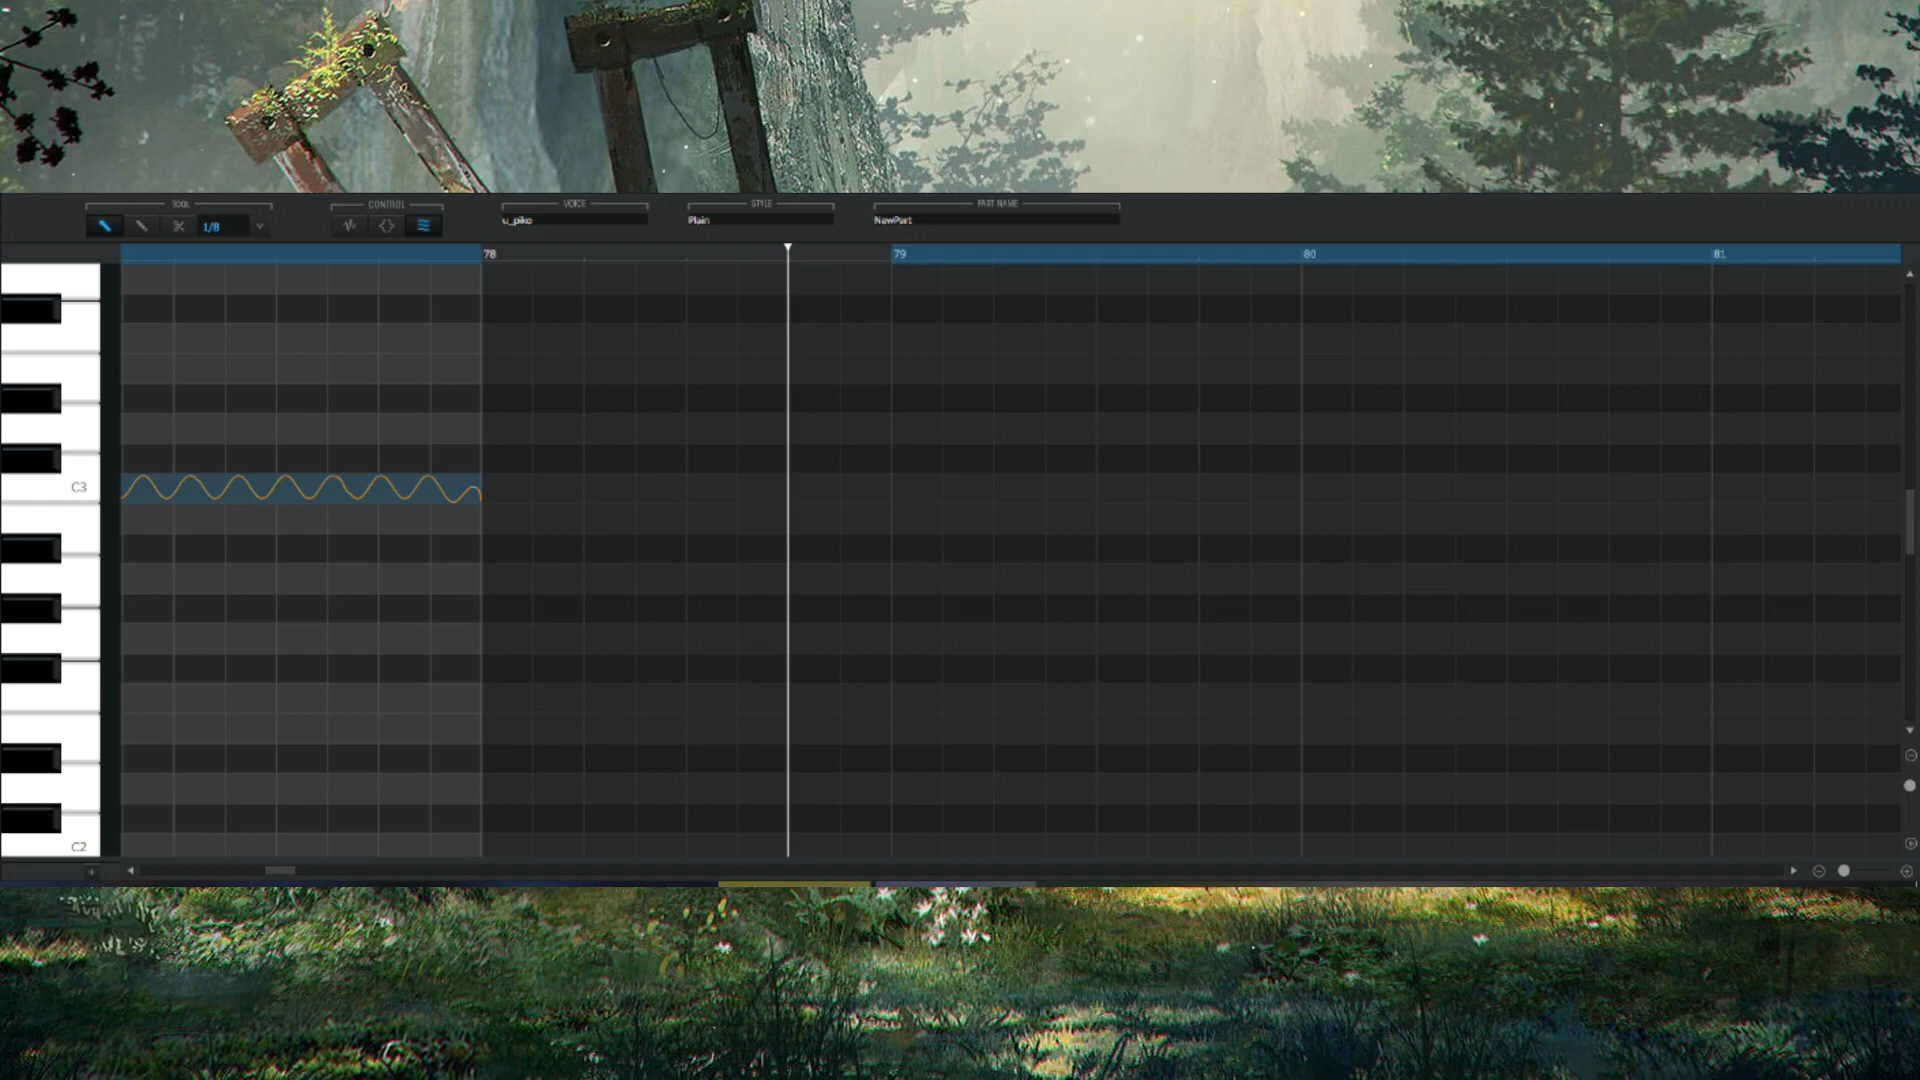 TOOL CONTROL VOICE STYLE PART NAME
1/8 u_piko Plain NewPart
78 79 80 81
C3
C2